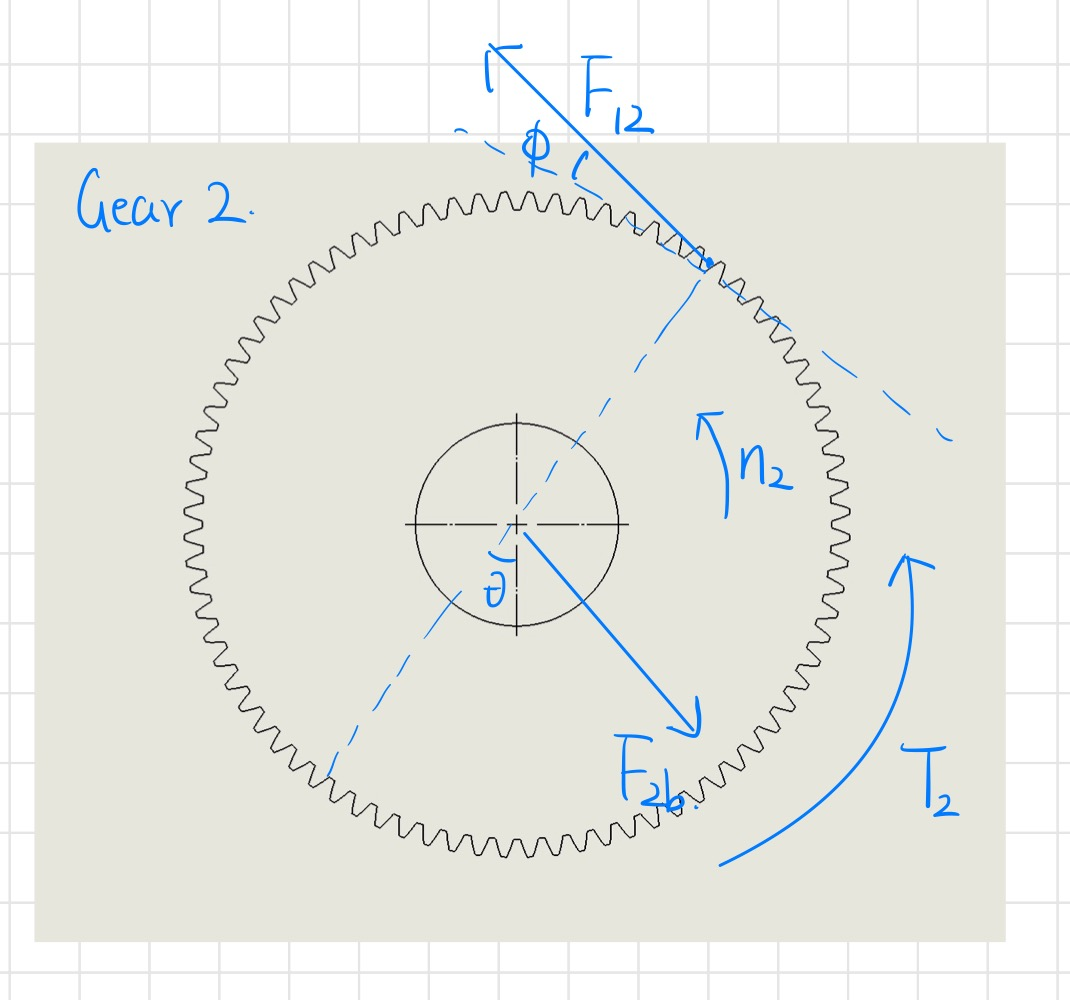 F12
ϕ
Gear 2.
n2
θ
F2b.
T2